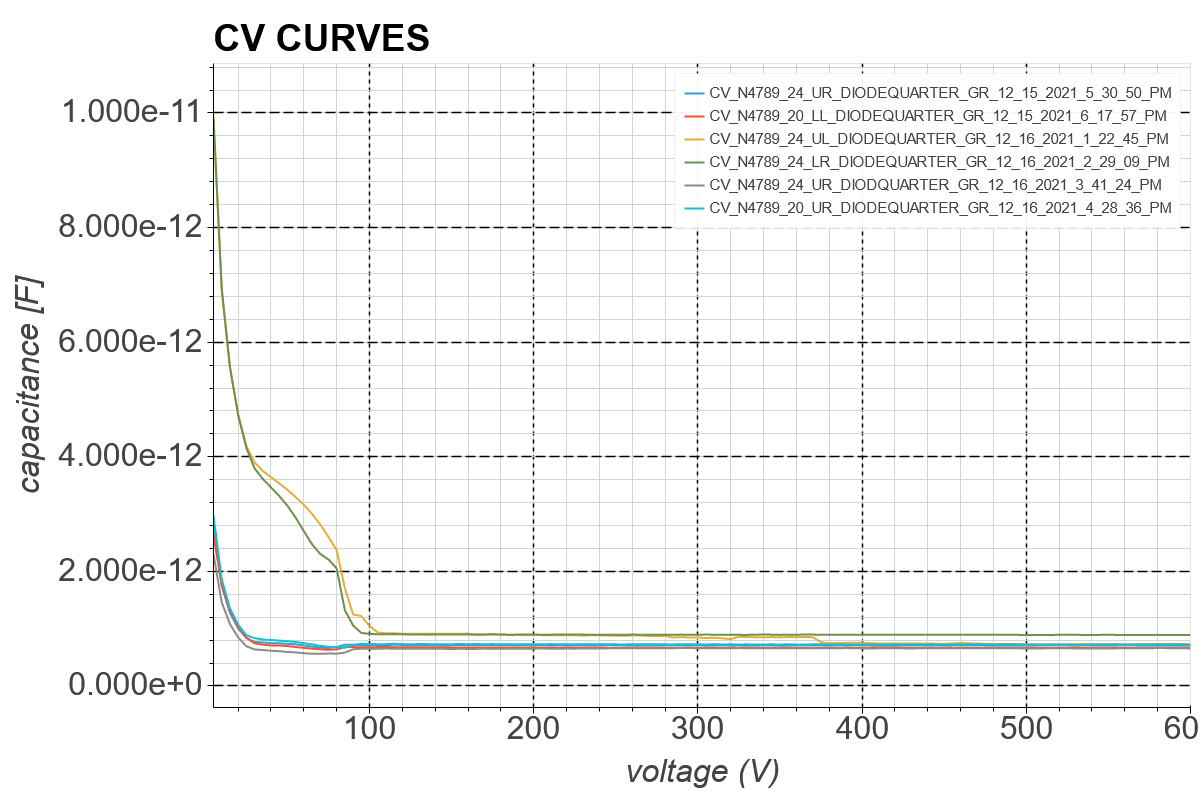 CV CURVES
CV_N4789_24_UR_DIODEQUARTER_GR_12_15_2021_5_30_50_PM
CV_N4789_20_LL_DIODEQUARTER_GR_12_15_2021_6_17_57_PM
CV_N4789_24_UL_DIODEQUARTER_GR_12_16_2021_1_22_45_PM
CV_N4789_24_LR_DIODEQUARTER_GR_12_16_2021_2_29_09_PM
CV_N4789_24_UR_DIODQUARTER_GR_12_16_2021_3_41_24_PM
CV_N4789_20_UR_DIODEQUARTER_GR_12_16_2021_4_28_36_PM
capacitance [F]
1.000e-11
8.000e-12
6.000e-12
4.000e-12
2.000e-12
0.000e+0
100 200 300 400 500 60
voltage (V)